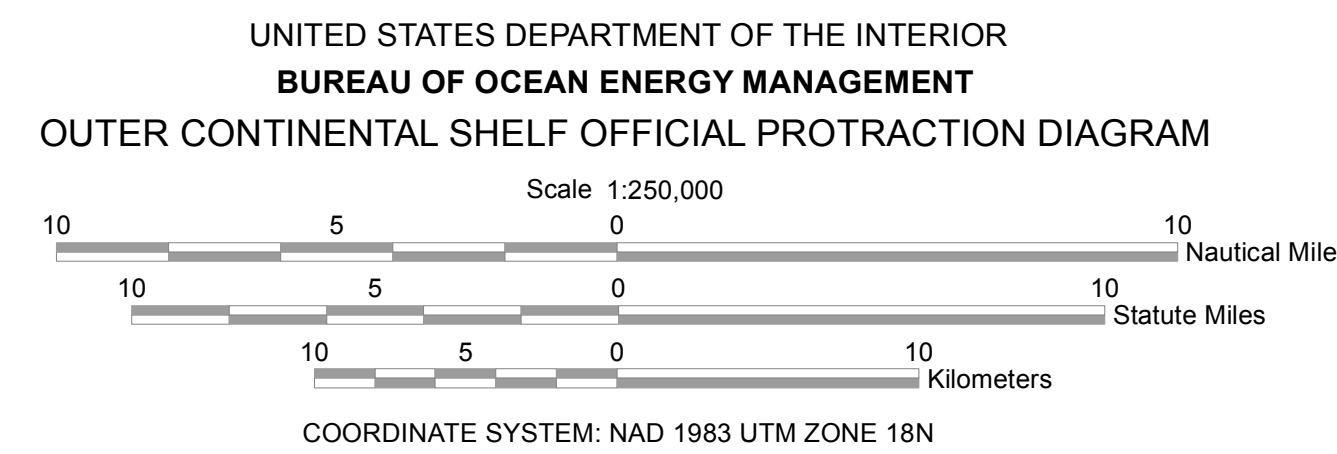 UNITED STATES DEPARTMENT OF THE INTERIOR
BUREAU OF OCEAN ENERGY MANAGEMENT
OUTER CONTINENTAL SHELF OFFICIAL PROTRACTION DIAGRAM
Scale 1:250,000
10 5 0 10
Nautical Mile
10 5 0 10
Statute Miles
10 5 0 10
Kilometers
COORDINATE SYSTEM: NAD 1983 UTM ZONE 18N